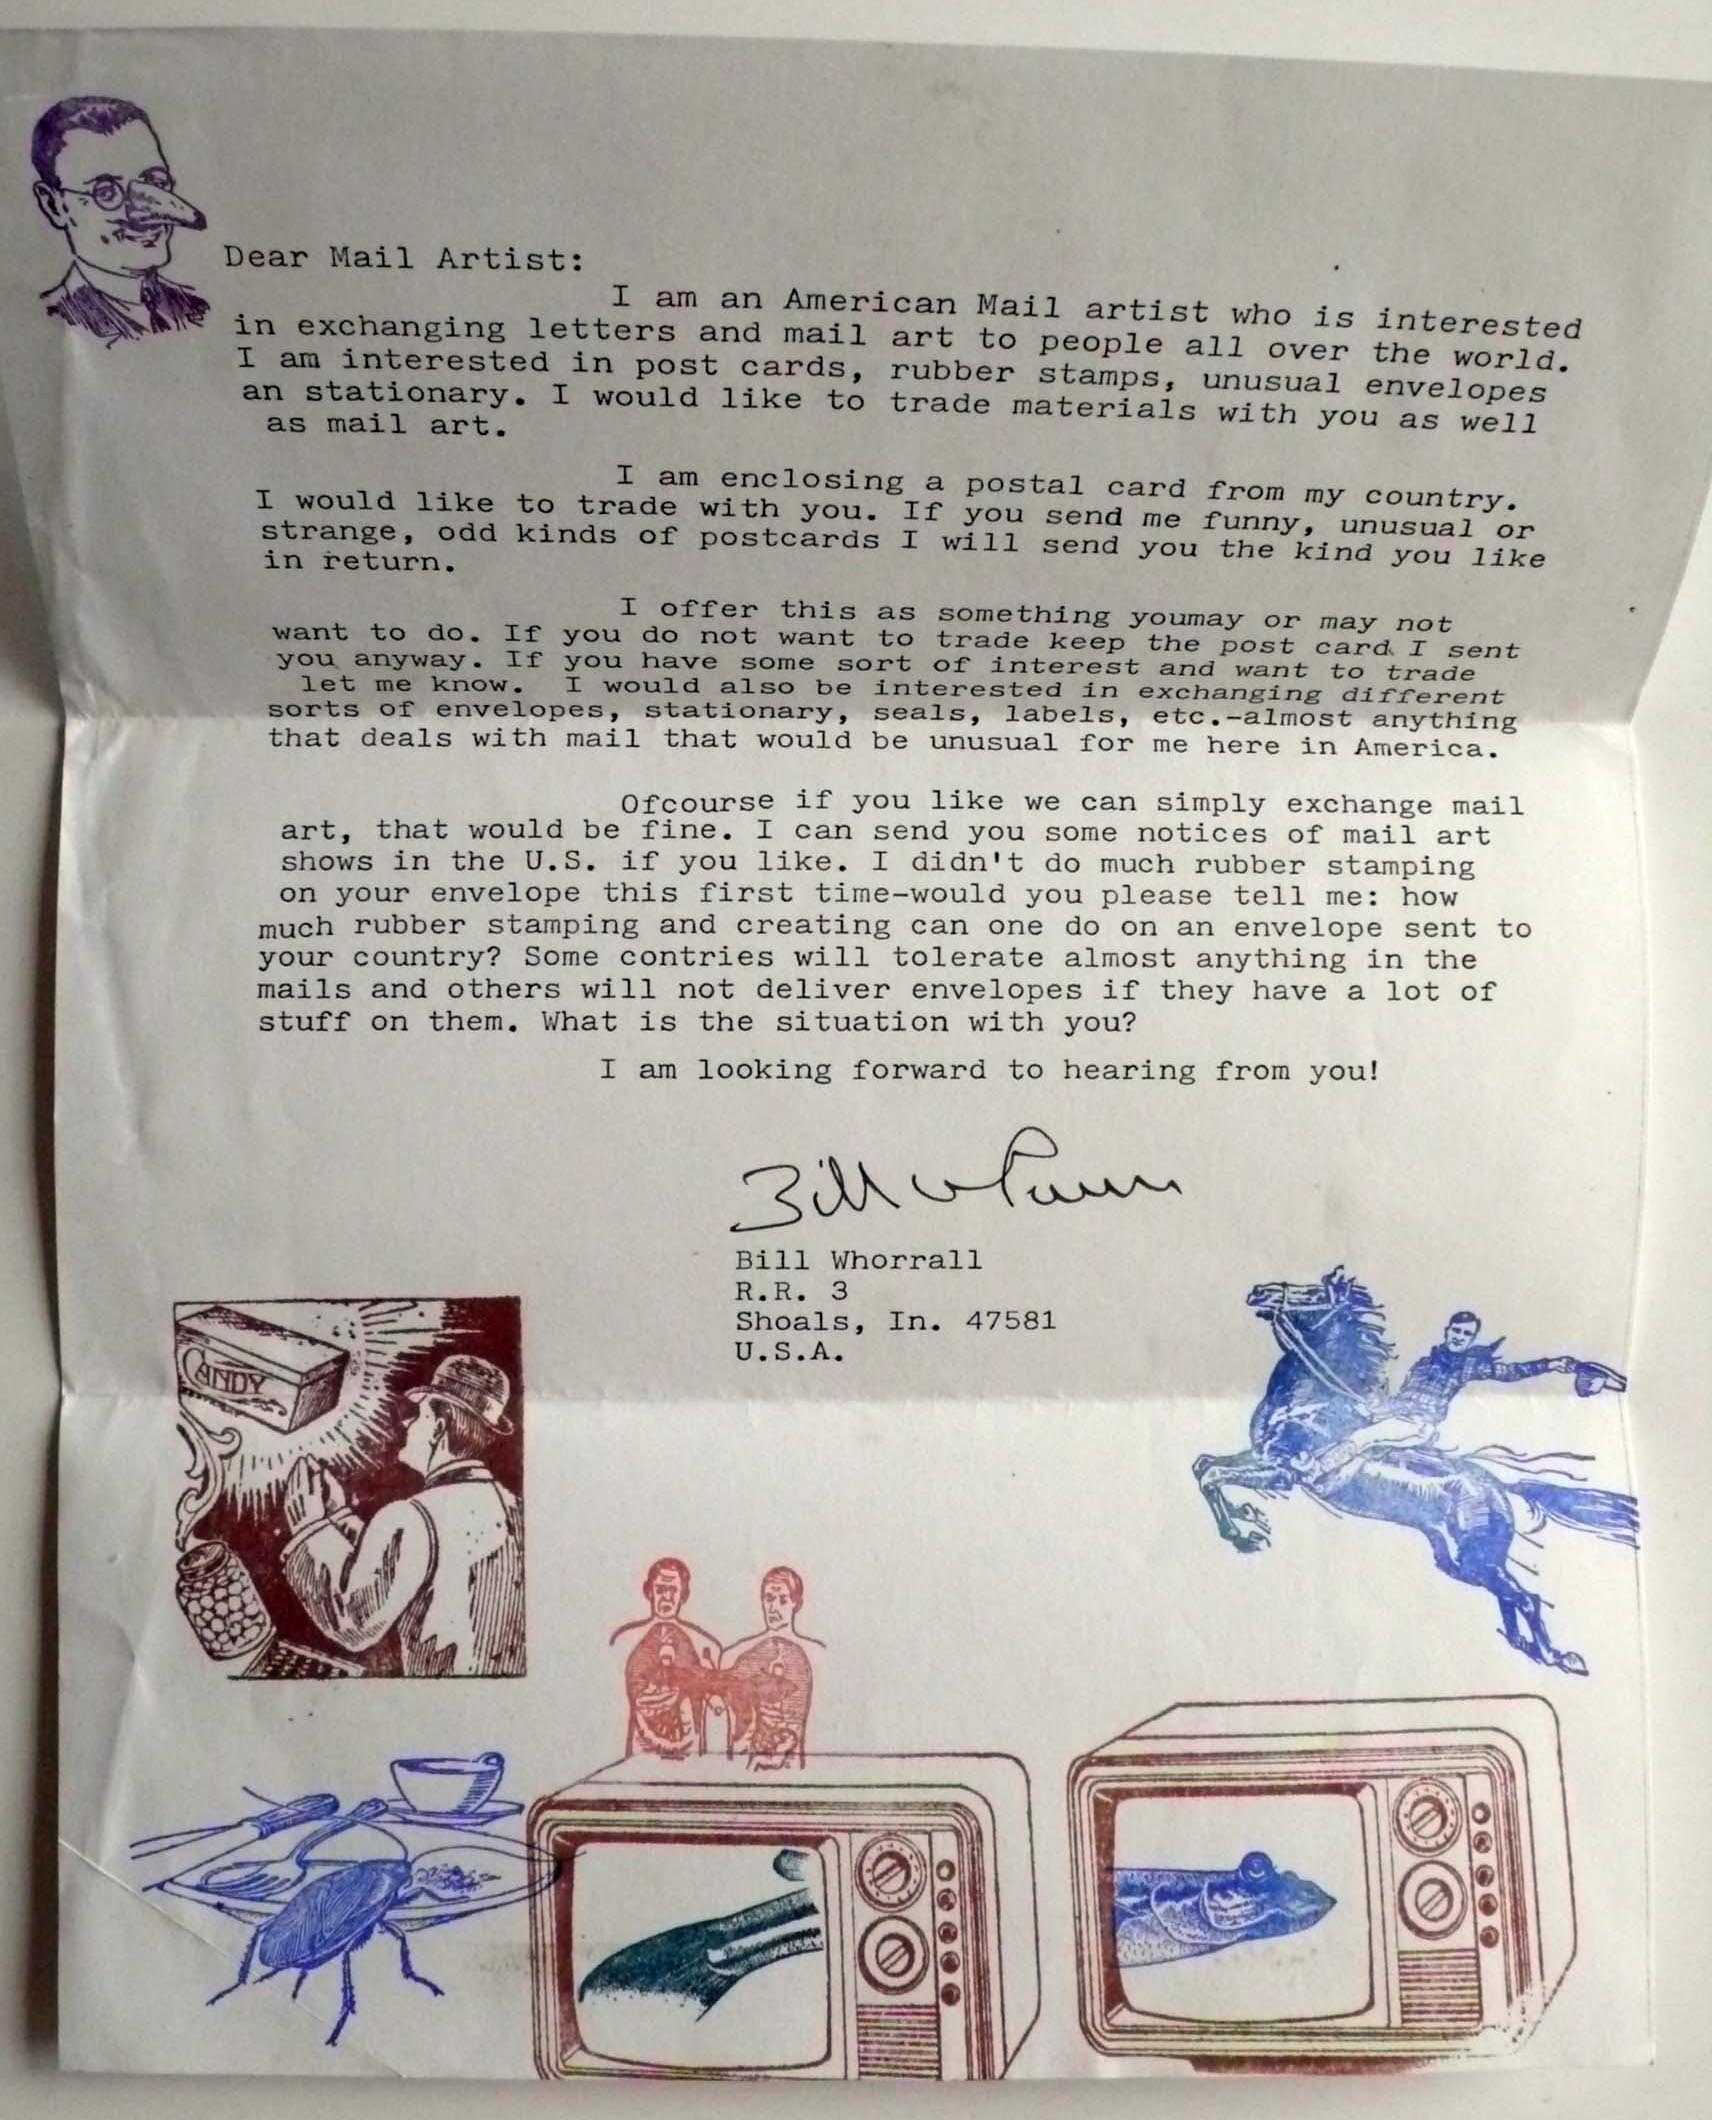 Dear Mail Artist:
I am an American Mail artist who is interested
in exchanging letters and mail art to people all over the world.
I am interested in post cards, rubber stamps, unusual envelopes
an stationary. I would like to trade materials with you as well
as mail art.
I am enclosing a postal card from my country.
I would like to trade with you. If you send me funny, unusual or
strange, odd kinds of postcards I will send you the kind you like
in return.
I offer this as something youmay or may not
want to do. If you do not want to trade keep the post card I sent
you anyway. If you have some sort of interest and want to trade
let me know. I would also be interested in exchanging different
sorts of envelopes, stationary, seals, labels, etc.-almost anything
that deals with mail that would be unusual for me here in America.
Ofcourse if you like we can simply exchange mail
art, that would be fine. I can send you some notices of mail art
shows in the U.S. if you like. I didn't do much rubber stamping
on your envelope this first time-would you please tell me: how
much rubber stamping and creating can one do on an envelope sent to
your country? Some contries will tolerate almost anything in the
mails and others will not deliver envelopes if they have a lot of
stuff on them. What is the situation with you?
I am looking forward to hearing from you!
Bill Whorrall
Bill Whorrall
R.R. 3
Shoals, In. 47581
U.S.A.
CANDY